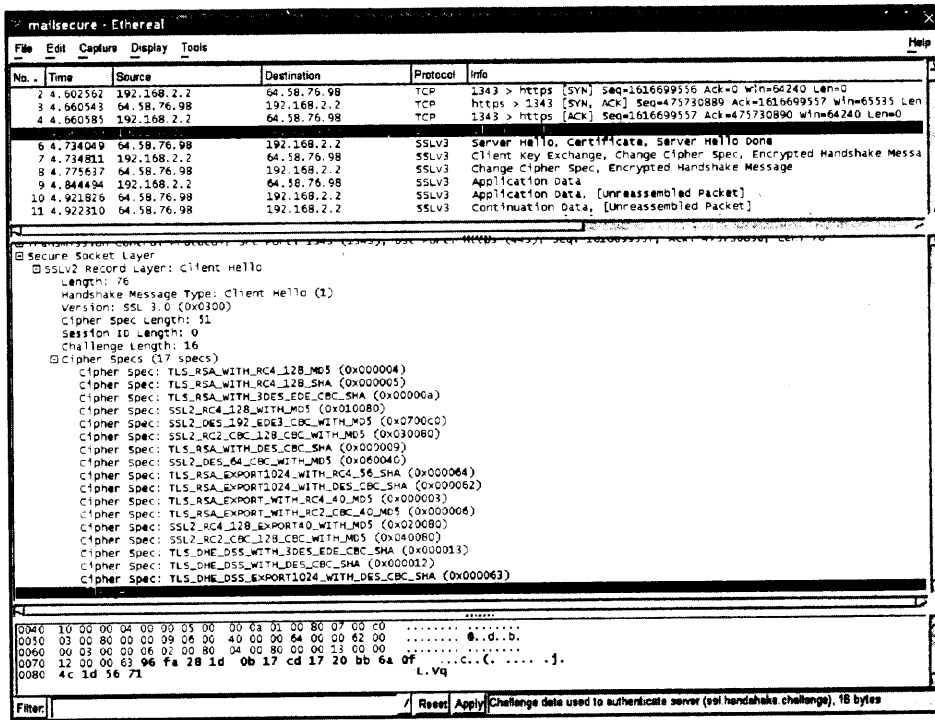 mailsecure - Ethereal
File Edit Capture Display Tools Help
No. . Time Source Destination Protocol Info
2 4.602562 192.168.2.2 64.58.76.98 TCP 1343 > https [SYN] Seq=1616699556 Ack=0 Win=64240 Len=0
3 4.660543 64.58.76.98 192.168.2.2 TCP https > 1343 [SYN, ACK] Seq=475730889 Ack=1616699557 Win=65535 Len
4 4.660585 192.168.2.2 64.58.76.98 TCP 1343 > https [ACK] Seq=1616699557 Ack=475730890 Win=64240 Len=0
6 4.734049 64.58.76.98 192.168.2.2 SSLv3 Server Hello, Certificate, Server Hello Done
7 4.734811 192.168.2.2 64.58.76.98 SSLv3 Client Key Exchange, Change Cipher Spec, Encrypted Handshake Messa
8 4.775637 64.58.76.98 192.168.2.2 SSLv3 Change Cipher Spec, Encrypted Handshake Message
9 4.844494 192.168.2.2 64.58.76.98 SSLv3 Application Data
10 4.921826 64.58.76.98 192.168.2.2 SSLv3 Application Data, [Unreassembled Packet]
11 4.922310 64.58.76.98 192.168.2.2 SSLv3 Continuation Data, [Unreassembled Packet]
Secure Socket Layer
SSLv2 Record Layer: Client Hello
Length: 76
Handshake Message Type: Client Hello (1)
Version: SSL 3.0 (0x0300)
Cipher Spec Length: 51
Session ID Length: 0
Challenge Length: 16
Cipher Specs (17 specs)
Cipher Spec: TLS_RSA_WITH_RC4_128_MD5 (0x000004)
Cipher Spec: TLS_RSA_WITH_RC4_128_SHA (0x000005)
Cipher Spec: TLS_RSA_WITH_3DES_EDE_CBC_SHA (0x00000a)
Cipher Spec: SSL2_RC4_128_WITH_MD5 (0x010080)
Cipher Spec: SSL2_DES_192_EDE3_CBC_WITH_MD5 (0x0700c0)
Cipher Spec: SSL2_RC2_CBC_128_CBC_WITH_MD5 (0x030080)
Cipher Spec: TLS_RSA_WITH_DES_CBC_SHA (0x000009)
Cipher Spec: SSL2_DES_64_CBC_WITH_MD5 (0x060040)
Cipher Spec: TLS_RSA_EXPORT1024_WITH_RC4_56_SHA (0x000064)
Cipher Spec: TLS_RSA_EXPORT1024_WITH_DES_CBC_SHA (0x000062)
Cipher Spec: TLS_RSA_EXPORT_WITH_RC4_40_MD5 (0x000003)
Cipher Spec: TLS_RSA_EXPORT_WITH_RC2_CBC_40_MD5 (0x000006)
Cipher Spec: SSL2_RC4_128_EXPORT40_WITH_MD5 (0x020080)
Cipher Spec: SSL2_RC2_CBC_128_CBC_WITH_MD5 (0x040080)
Cipher Spec: TLS_DHE_DSS_WITH_3DES_EDE_CBC_SHA (0x000013)
Cipher Spec: TLS_DHE_DSS_WITH_DES_CBC_SHA (0x000012)
Cipher Spec: TLS_DHE_DSS_EXPORT1024_WITH_DES_CBC_SHA (0x000063)
0040 10 00 00 04 00 00 05 00 00 0a 01 00 80 07 00 c0 ........ ........
0050 03 00 80 00 00 09 06 00 40 00 00 64 00 00 62 00 ........ @..d..b.
0060 00 03 00 00 06 02 00 80 04 00 80 00 00 13 00 00 ........ ........
0070 12 00 00 63 96 fa 28 1d 0b 17 cd 17 20 bb 6a 0f ...c..(. .... .j.
0080 4c 1d 56 71 L.Vq
Filter: / Reset Apply Challenge data used to authenticate server (ssl.handshake.challenge), 16 bytes